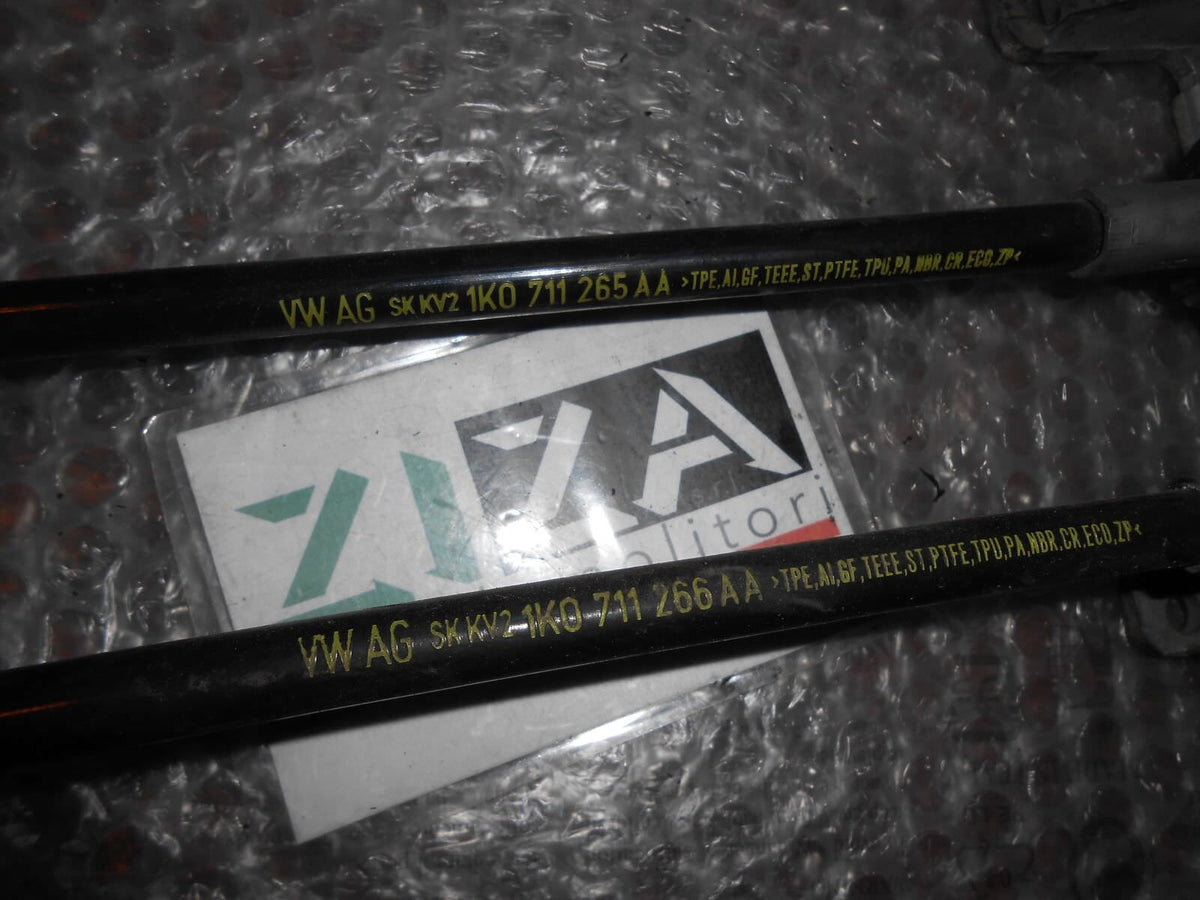 VW AG SK KV2 1K0 711 265 AA >TPE,AI,GF,TEEE,ST,PTFE,TPU,PA,NBR,CR,ECO,ZP<
ZA
VW AG SK KV2 1K0 711 266 AA >TPE,AI,GF,TEEE,ST,PTFE,TPU,PA,NBR,CR,ECO,ZP<